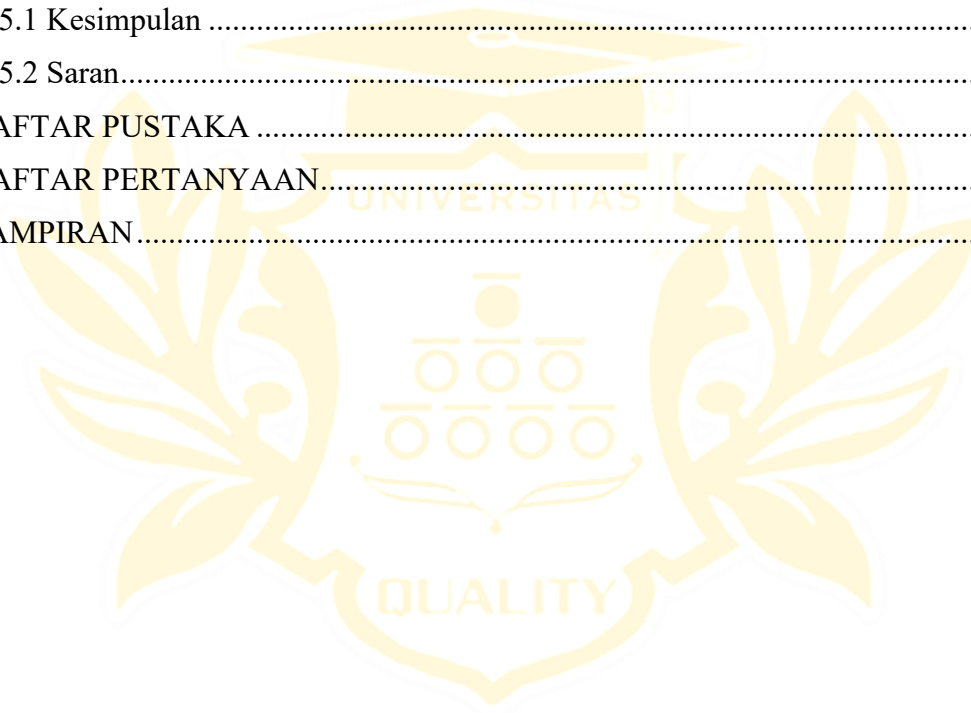 5.1 Kesimpulan ....................................................................................................
5.2 Saran...............................................................................................................
AFTAR PUSTAKA ..............................................................................................
AFTAR PERTANYAAN.......................................................................................
AMPIRAN............................................................................................................
UNIVERSITAS
QUALITY